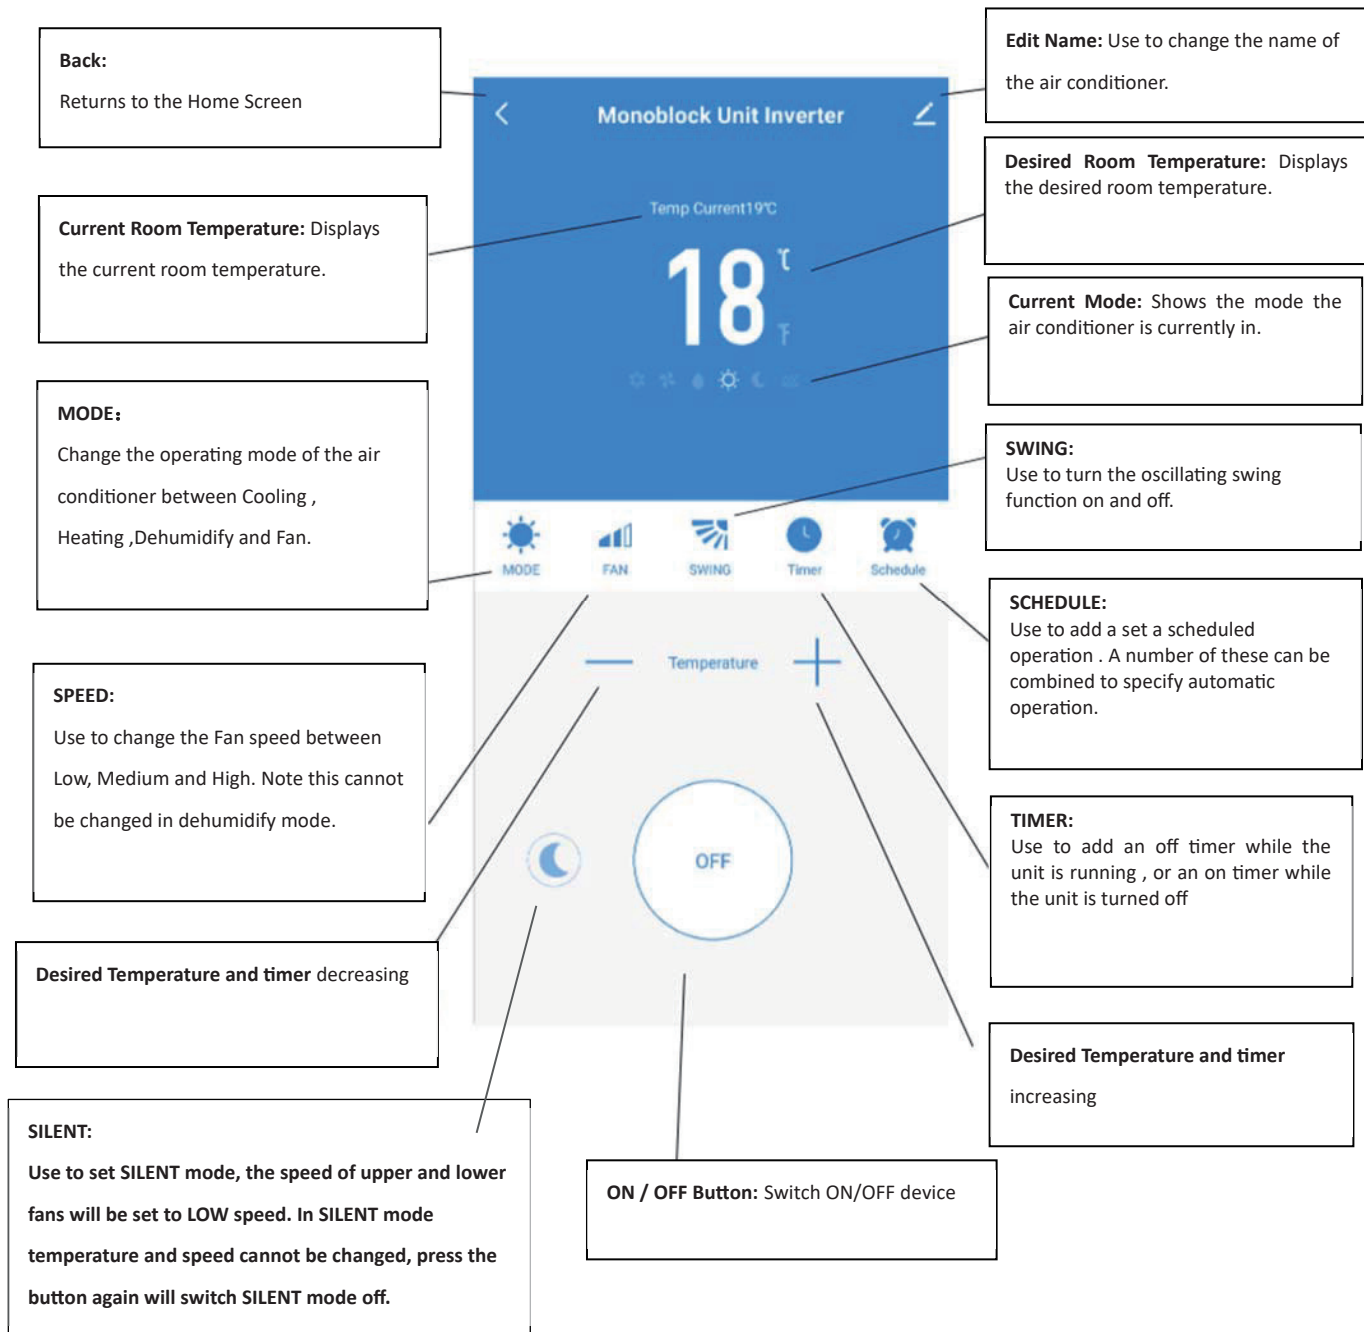 Back:
Returns to the Home Screen
Current Room Temperature: Displays
the current room temperature.
MODE：
Change the operating mode of the air
conditioner between Cooling ,
Heating ,Dehumidify and Fan.
SPEED:
Use to change the Fan speed between
Low, Medium and High. Note this cannot
be changed in dehumidify mode.
Desired Temperature and timer decreasing
SILENT:
Use to set SILENT mode, the speed of upper and lower
fans will be set to LOW speed. In SILENT mode
temperature and speed cannot be changed, press the
button again will switch SILENT mode off.
Monoblock Unit Inverter
Temp Current19℃
18 ℃
℉
MODE FAN SWING Timer Schedule
Temperature
OFF
ON / OFF Button: Switch ON/OFF device
Edit Name: Use to change the name of
the air conditioner.
Desired Room Temperature: Displays
the desired room temperature.
Current Mode: Shows the mode the
air conditioner is currently in.
SWING:
Use to turn the oscillating swing
function on and off.
SCHEDULE:
Use to add a set a scheduled
operation . A number of these can be
combined to specify automatic
operation.
TIMER:
Use to add an off timer while the
unit is running , or an on timer while
the unit is turned off
Desired Temperature and timer
increasing